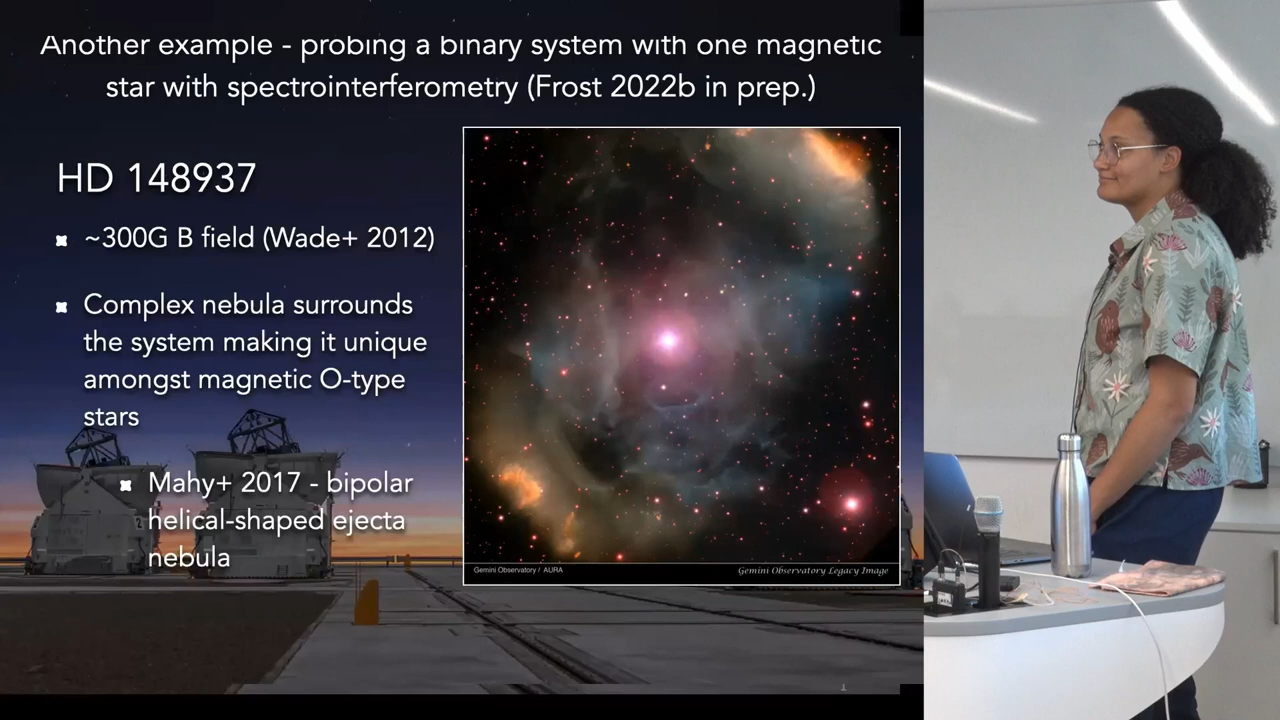 Another example - probing a binary system with one magnetic
star with spectrointerferometry (Frost 2022b in prep.)
HD 148937
~300G B field (Wade+ 2012)
Complex nebula surrounds
the system making it unique
amongst magnetic O-type
stars
Mahy+ 2017 - bipolar
helical-shaped ejecta
nebula
Gemini Observatory / AURA
Gemini Observatory Legacy Image